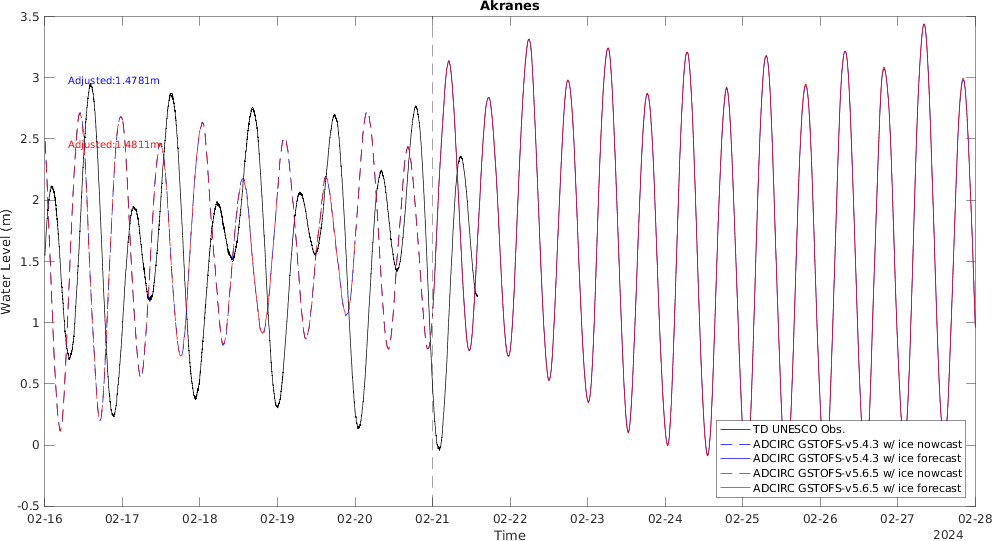 Akranes
3.5
3
2.5
2
1.5
1
0.5
0
-0.5
Water Level (m)
Adjusted:1.4781m
Adjusted:1.4811m
TD UNESCO Obs.
ADCIRC GSTOFS-v5.4.3 w/ ice nowcast
ADCIRC GSTOFS-v5.4.3 w/ ice forecast
ADCIRC GSTOFS-v5.6.5 w/ ice nowcast
ADCIRC GSTOFS-v5.6.5 w/ ice forecast
02-16 02-17 02-18 02-19 02-20 02-21 02-22 02-23 02-24 02-25 02-26 02-27 02-28
Time
2024